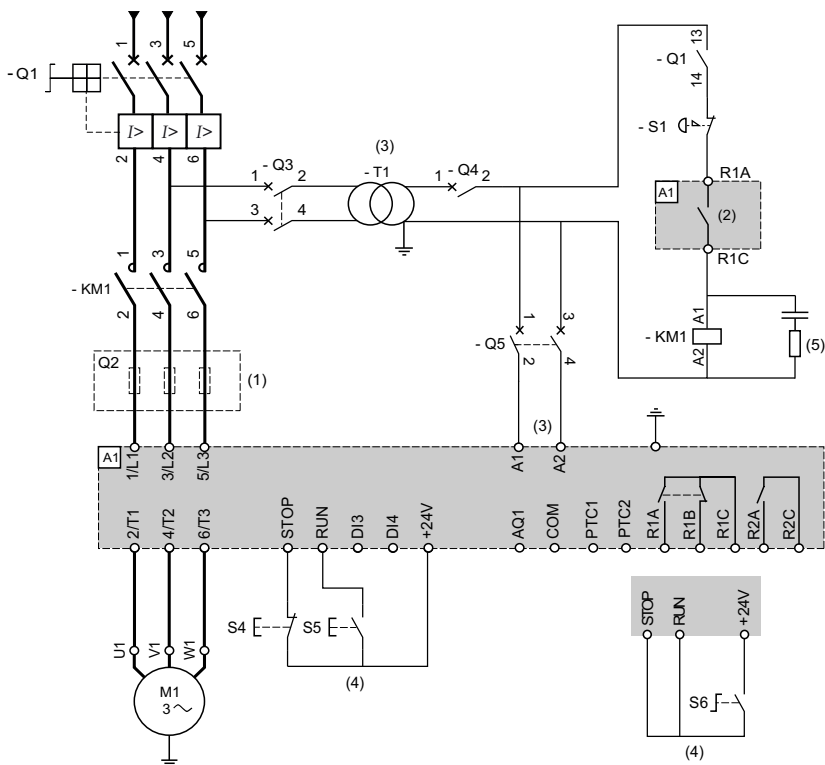 1 3 5
- Q1
I> I> I>
2 4 6
1 - Q3 2
3 4
(3)
- T1
1 - Q4 2
13
- Q1
14
- S1
R1A
A1
(2)
R1C
1 3 5
- KM1
2 4 6
1 3
- Q5
2 4
A1
- KM1
A2
(5)
Q2
(1)
(3)
A1
1/L1 3/L2 5/L3
A1 A2
2/T1 4/T2 6/T3
STOP RUN DI3 DI4 +24V
AQ1 COM PTC1 PTC2 R1A R1B R1C R2A R2C
S4 S5
(4)
STOP RUN +24V
S6
(4)
U1 V1 W1
M1
3